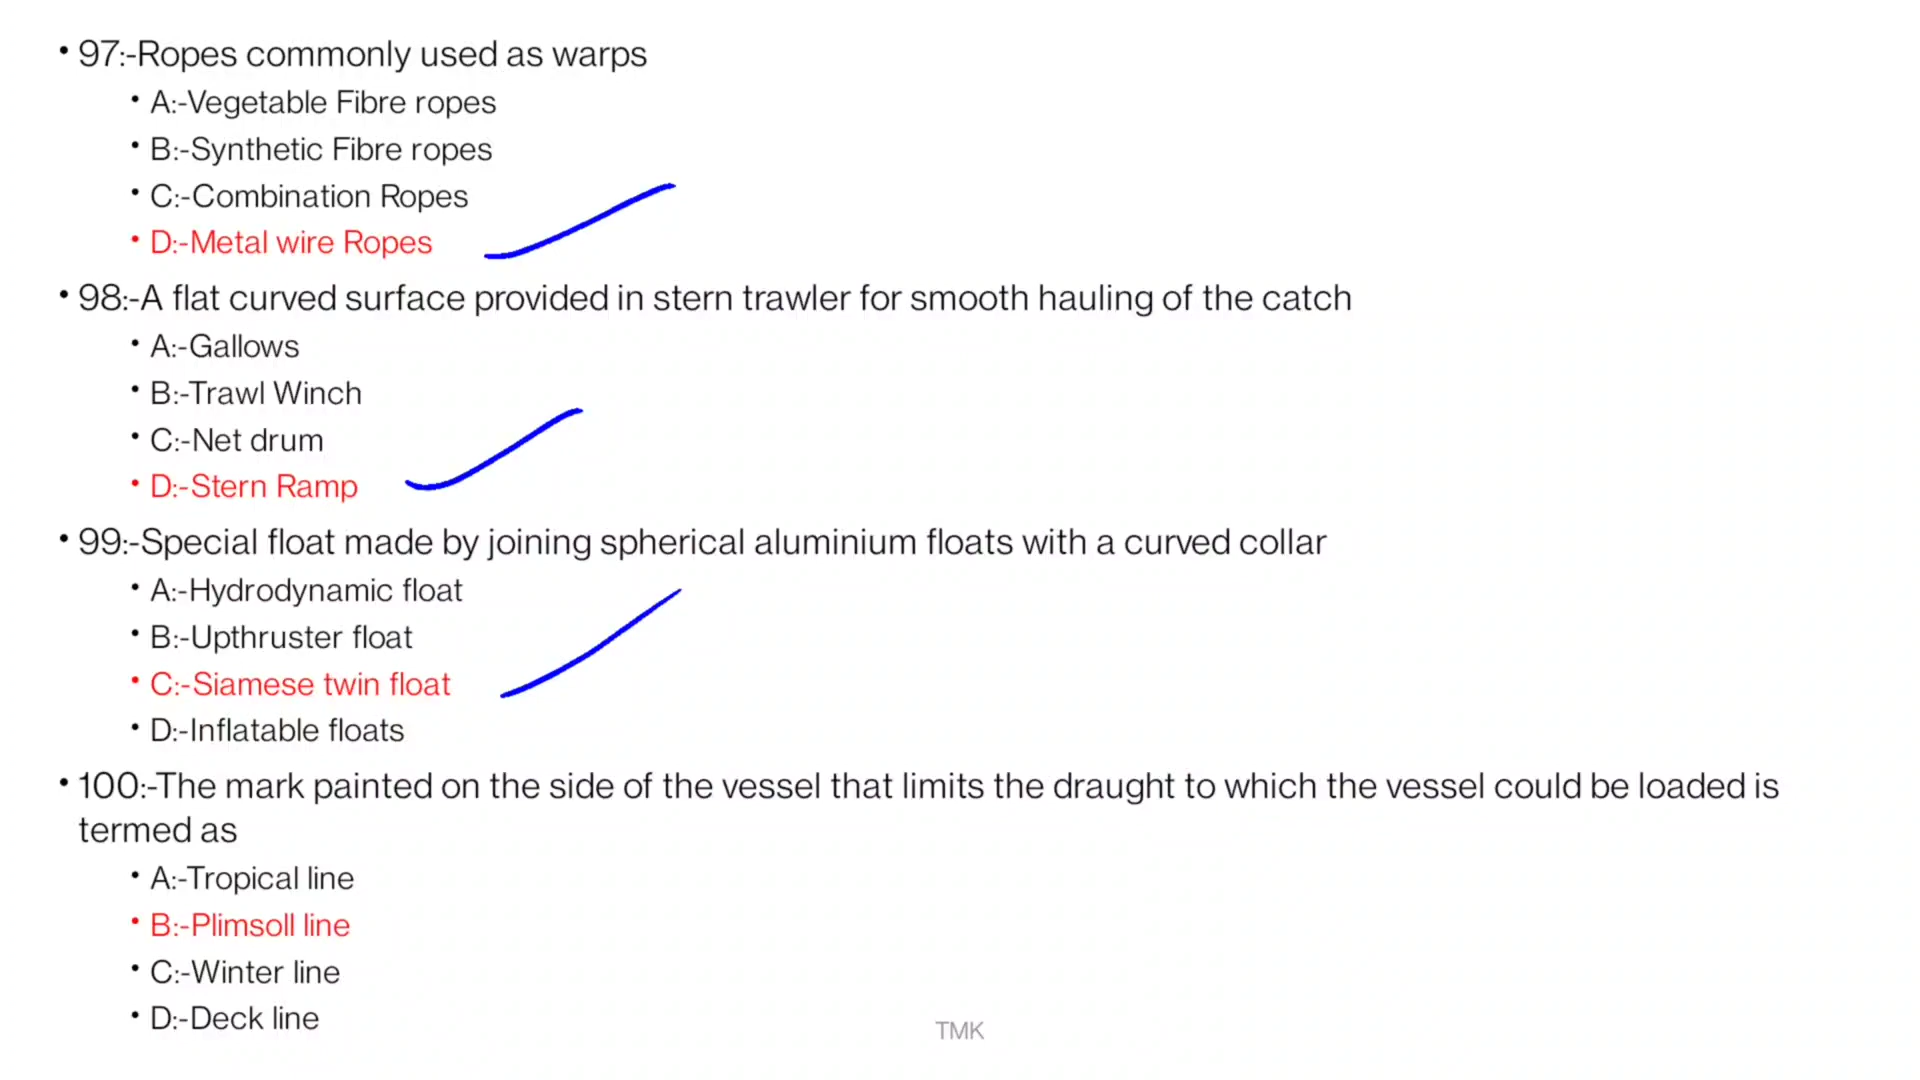 • 97:-Ropes commonly used as warps
• A:-Vegetable Fibre ropes
• B:-Synthetic Fibre ropes
• C:-Combination Ropes
• D:-Metal wire Ropes
• 98:-A flat curved surface provided in stern trawler for smooth hauling of the catch
• A:-Gallows
• B:-Trawl Winch
• C:-Net drum
• D:-Stern Ramp
• 99:-Special float made by joining spherical aluminium floats with a curved collar
• A:-Hydrodynamic float
• B:-Upthruster float
• C:-Siamese twin float
• D:-Inflatable floats
• 100:-The mark painted on the side of the vessel that limits the draught to which the vessel could be loaded is
termed as
• A:-Tropical line
• B:-Plimsoll line
• C:-Winter line
• D:-Deck line
TMK